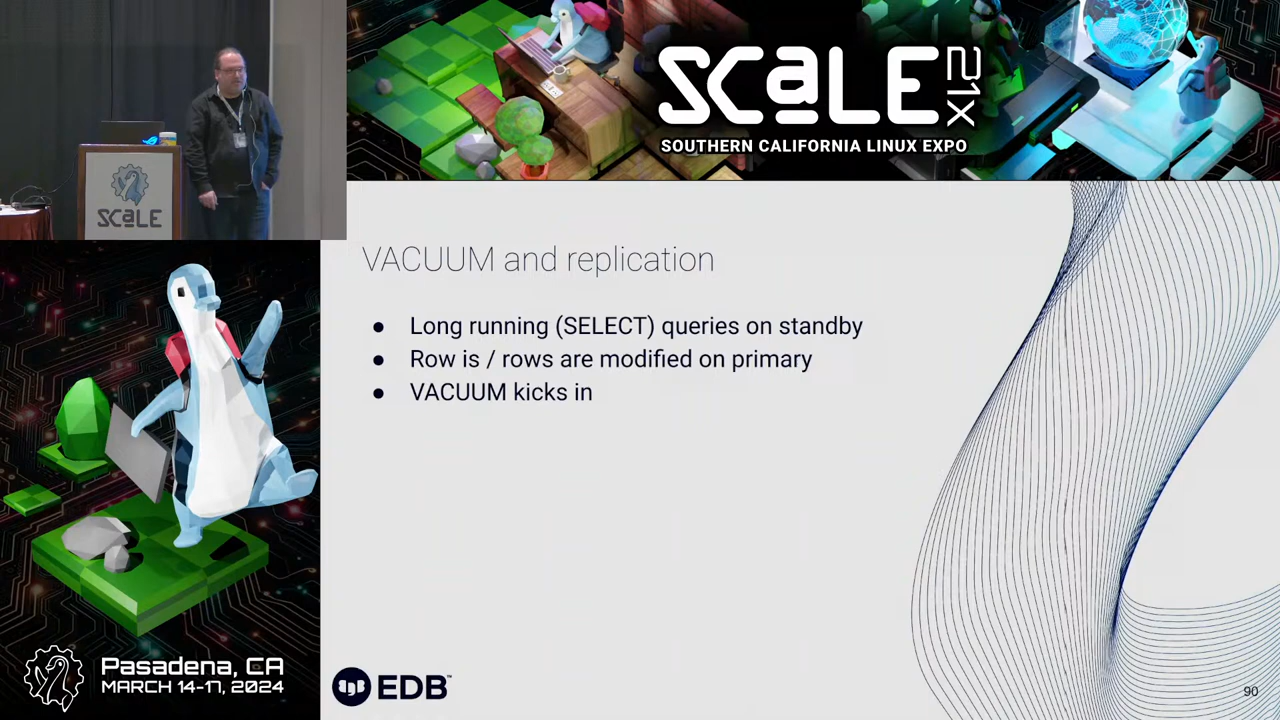 SCaLE 21X
SOUTHERN CALIFORNIA LINUX EXPO
SCaLE
VACUUM and replication
● Long running (SELECT) queries on standby
● Row is / rows are modified on primary
● VACUUM kicks in
Pasadena, CA
MARCH 14-17, 2024
EDB™
90